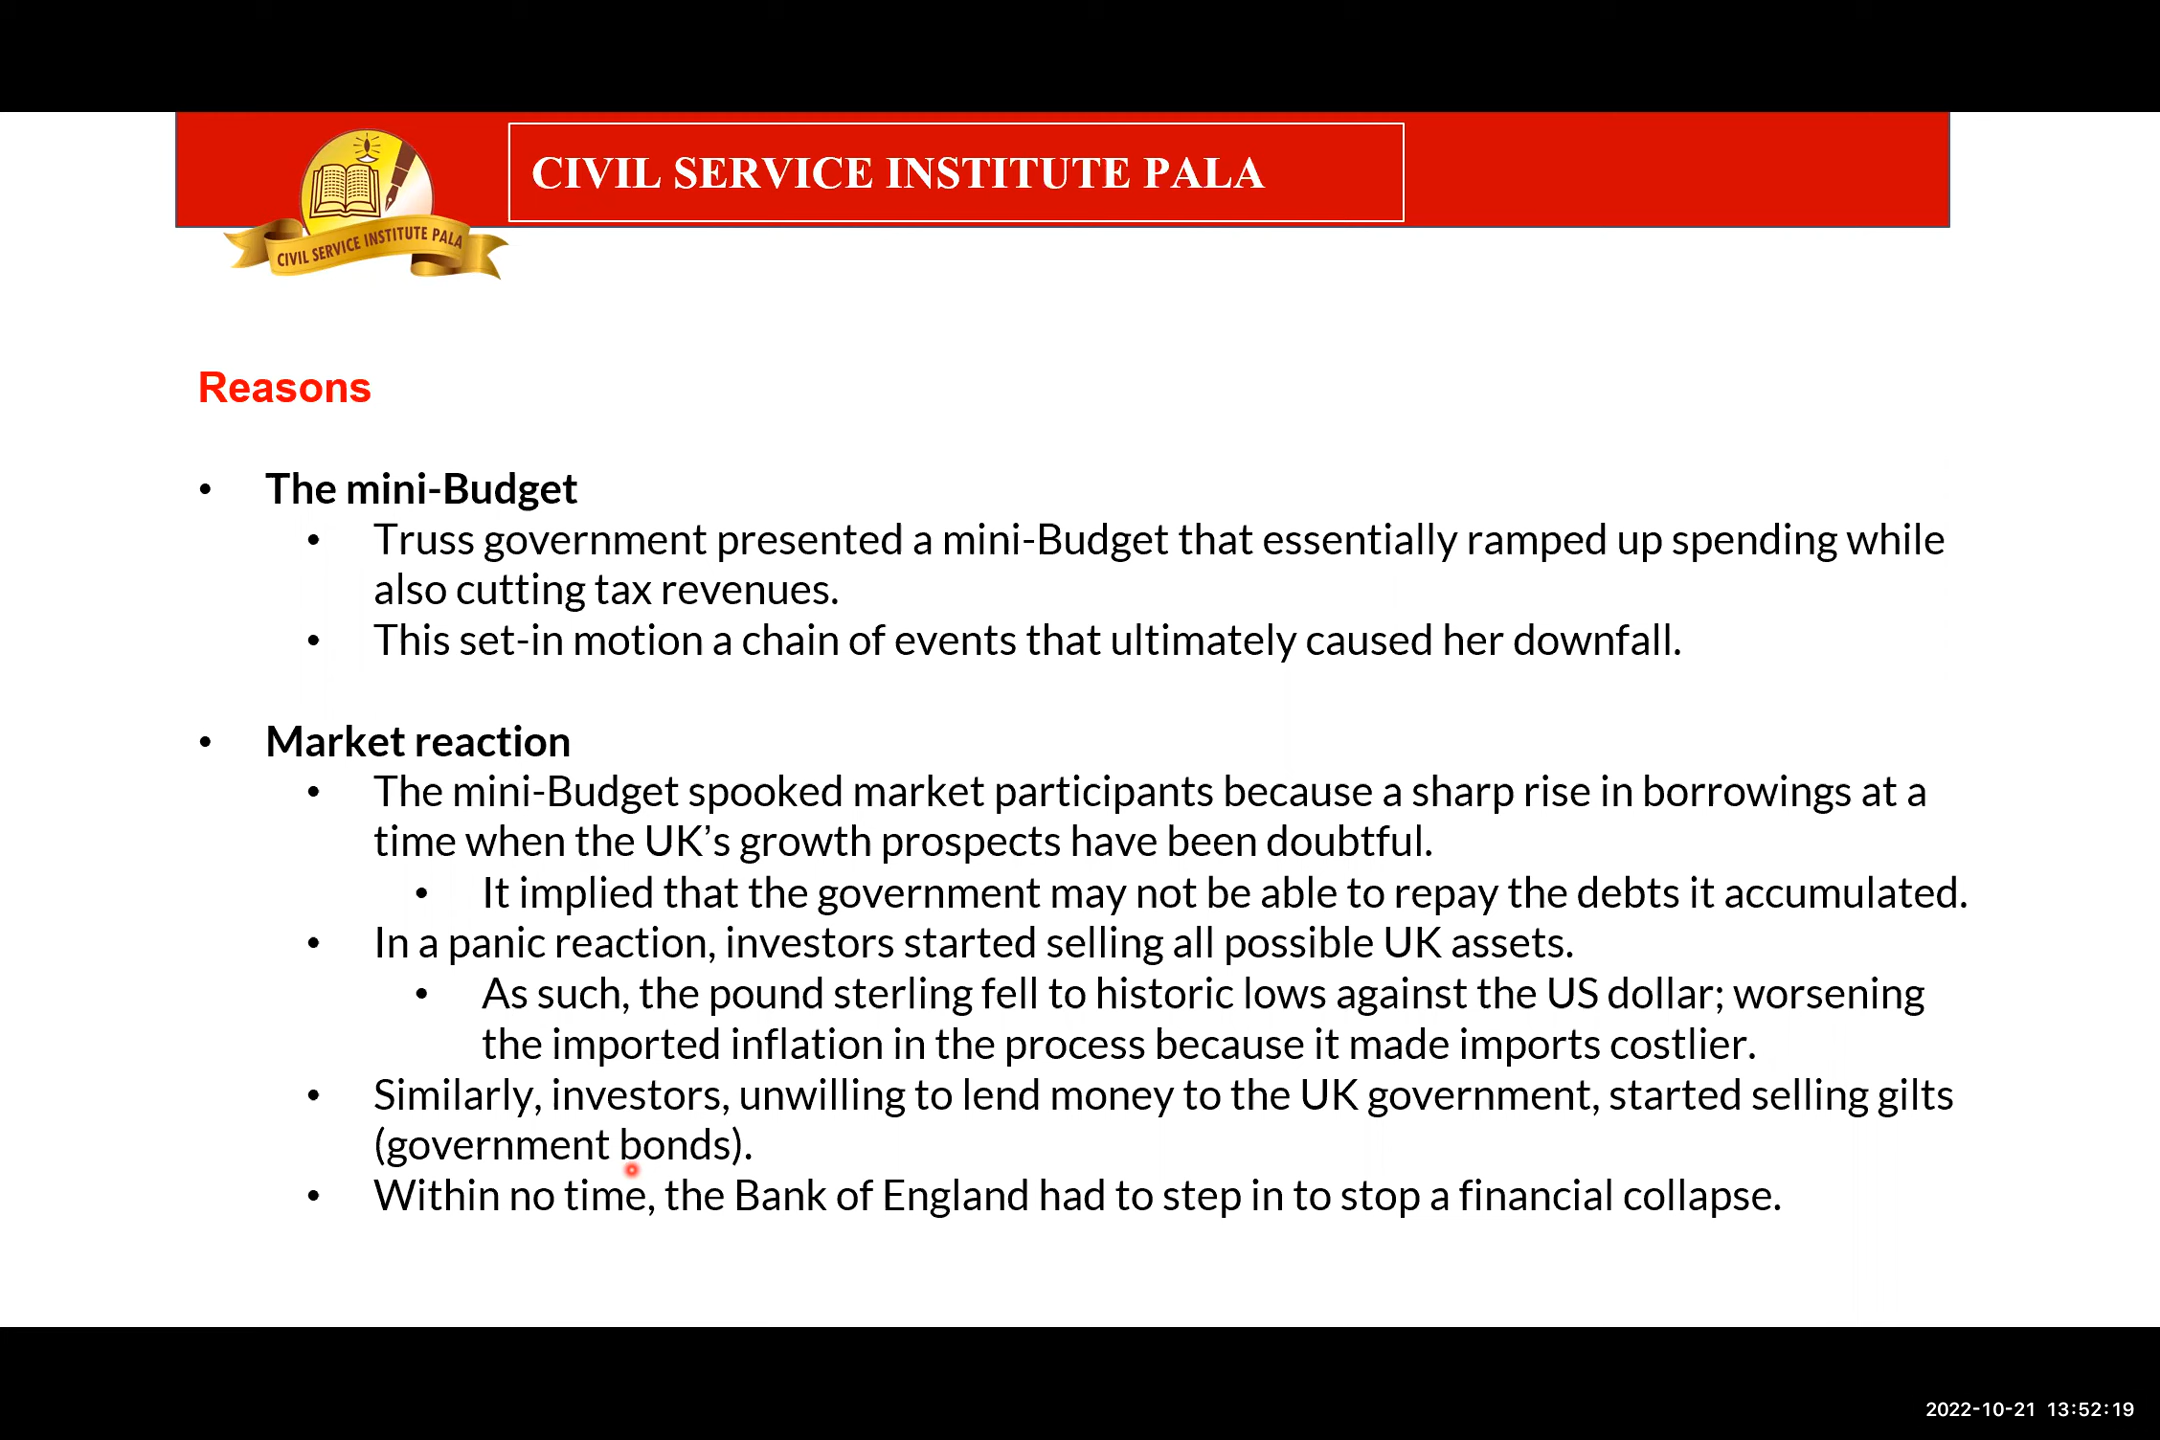 CIVIL SERVICE INSTITUTE PALA
CIVIL SERVICE INSTITUTE PALA
Reasons
• The mini-Budget
• Truss government presented a mini-Budget that essentially ramped up spending while
also cutting tax revenues.
• This set-in motion a chain of events that ultimately caused her downfall.
• Market reaction
• The mini-Budget spooked market participants because a sharp rise in borrowings at a
time when the UK’s growth prospects have been doubtful.
• It implied that the government may not be able to repay the debts it accumulated.
• In a panic reaction, investors started selling all possible UK assets.
• As such, the pound sterling fell to historic lows against the US dollar; worsening
the imported inflation in the process because it made imports costlier.
• Similarly, investors, unwilling to lend money to the UK government, started selling gilts
(government bonds).
• Within no time, the Bank of England had to step in to stop a financial collapse.
2022-10-21 13:52:19